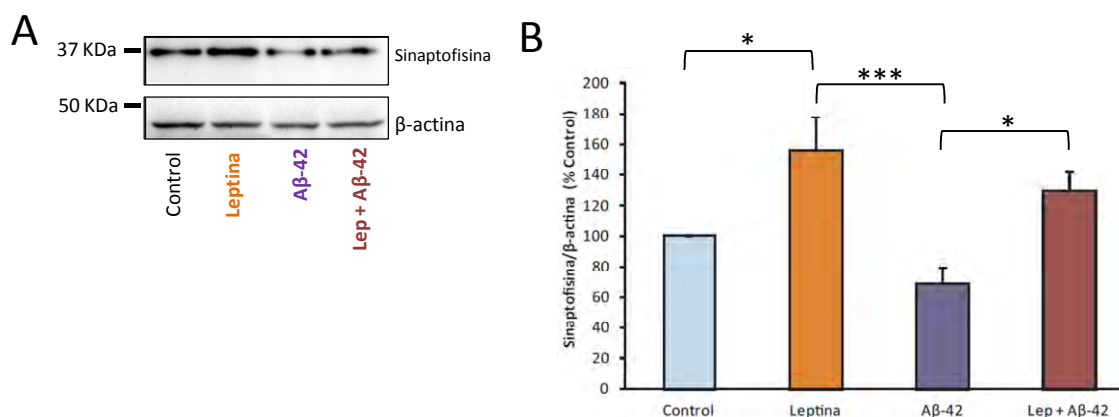 A
37 KDa
Sinaptofisina
50 KDa
β-actina
Control
Leptina
Aβ-42
Lep + Aβ-42
B
*
***
*
Sinaptofisina/β-actina (% Control)
200
180
160
140
120
100
80
60
40
20
0
Control
Leptina
Aβ-42
Lep + Aβ-42